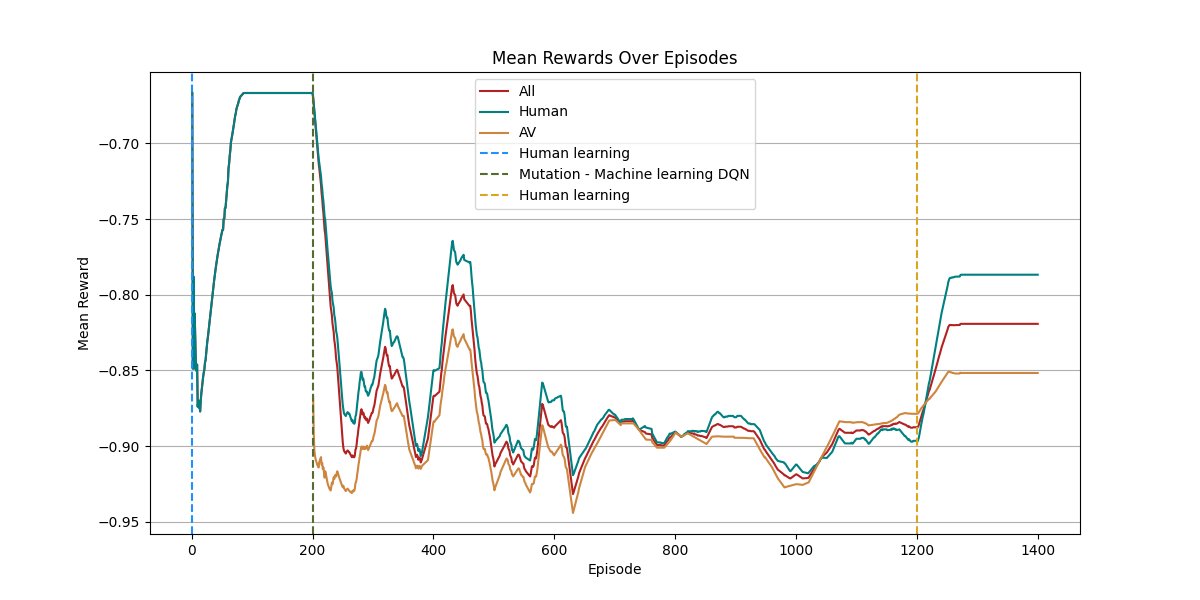 Mean Rewards Over Episodes
All
Human
AV
Human learning
Mutation - Machine learning DQN
Human learning
Mean Reward
−0.70
−0.75
−0.80
−0.85
−0.90
−0.95
0 200 400 600 800 1000 1200 1400
Episode